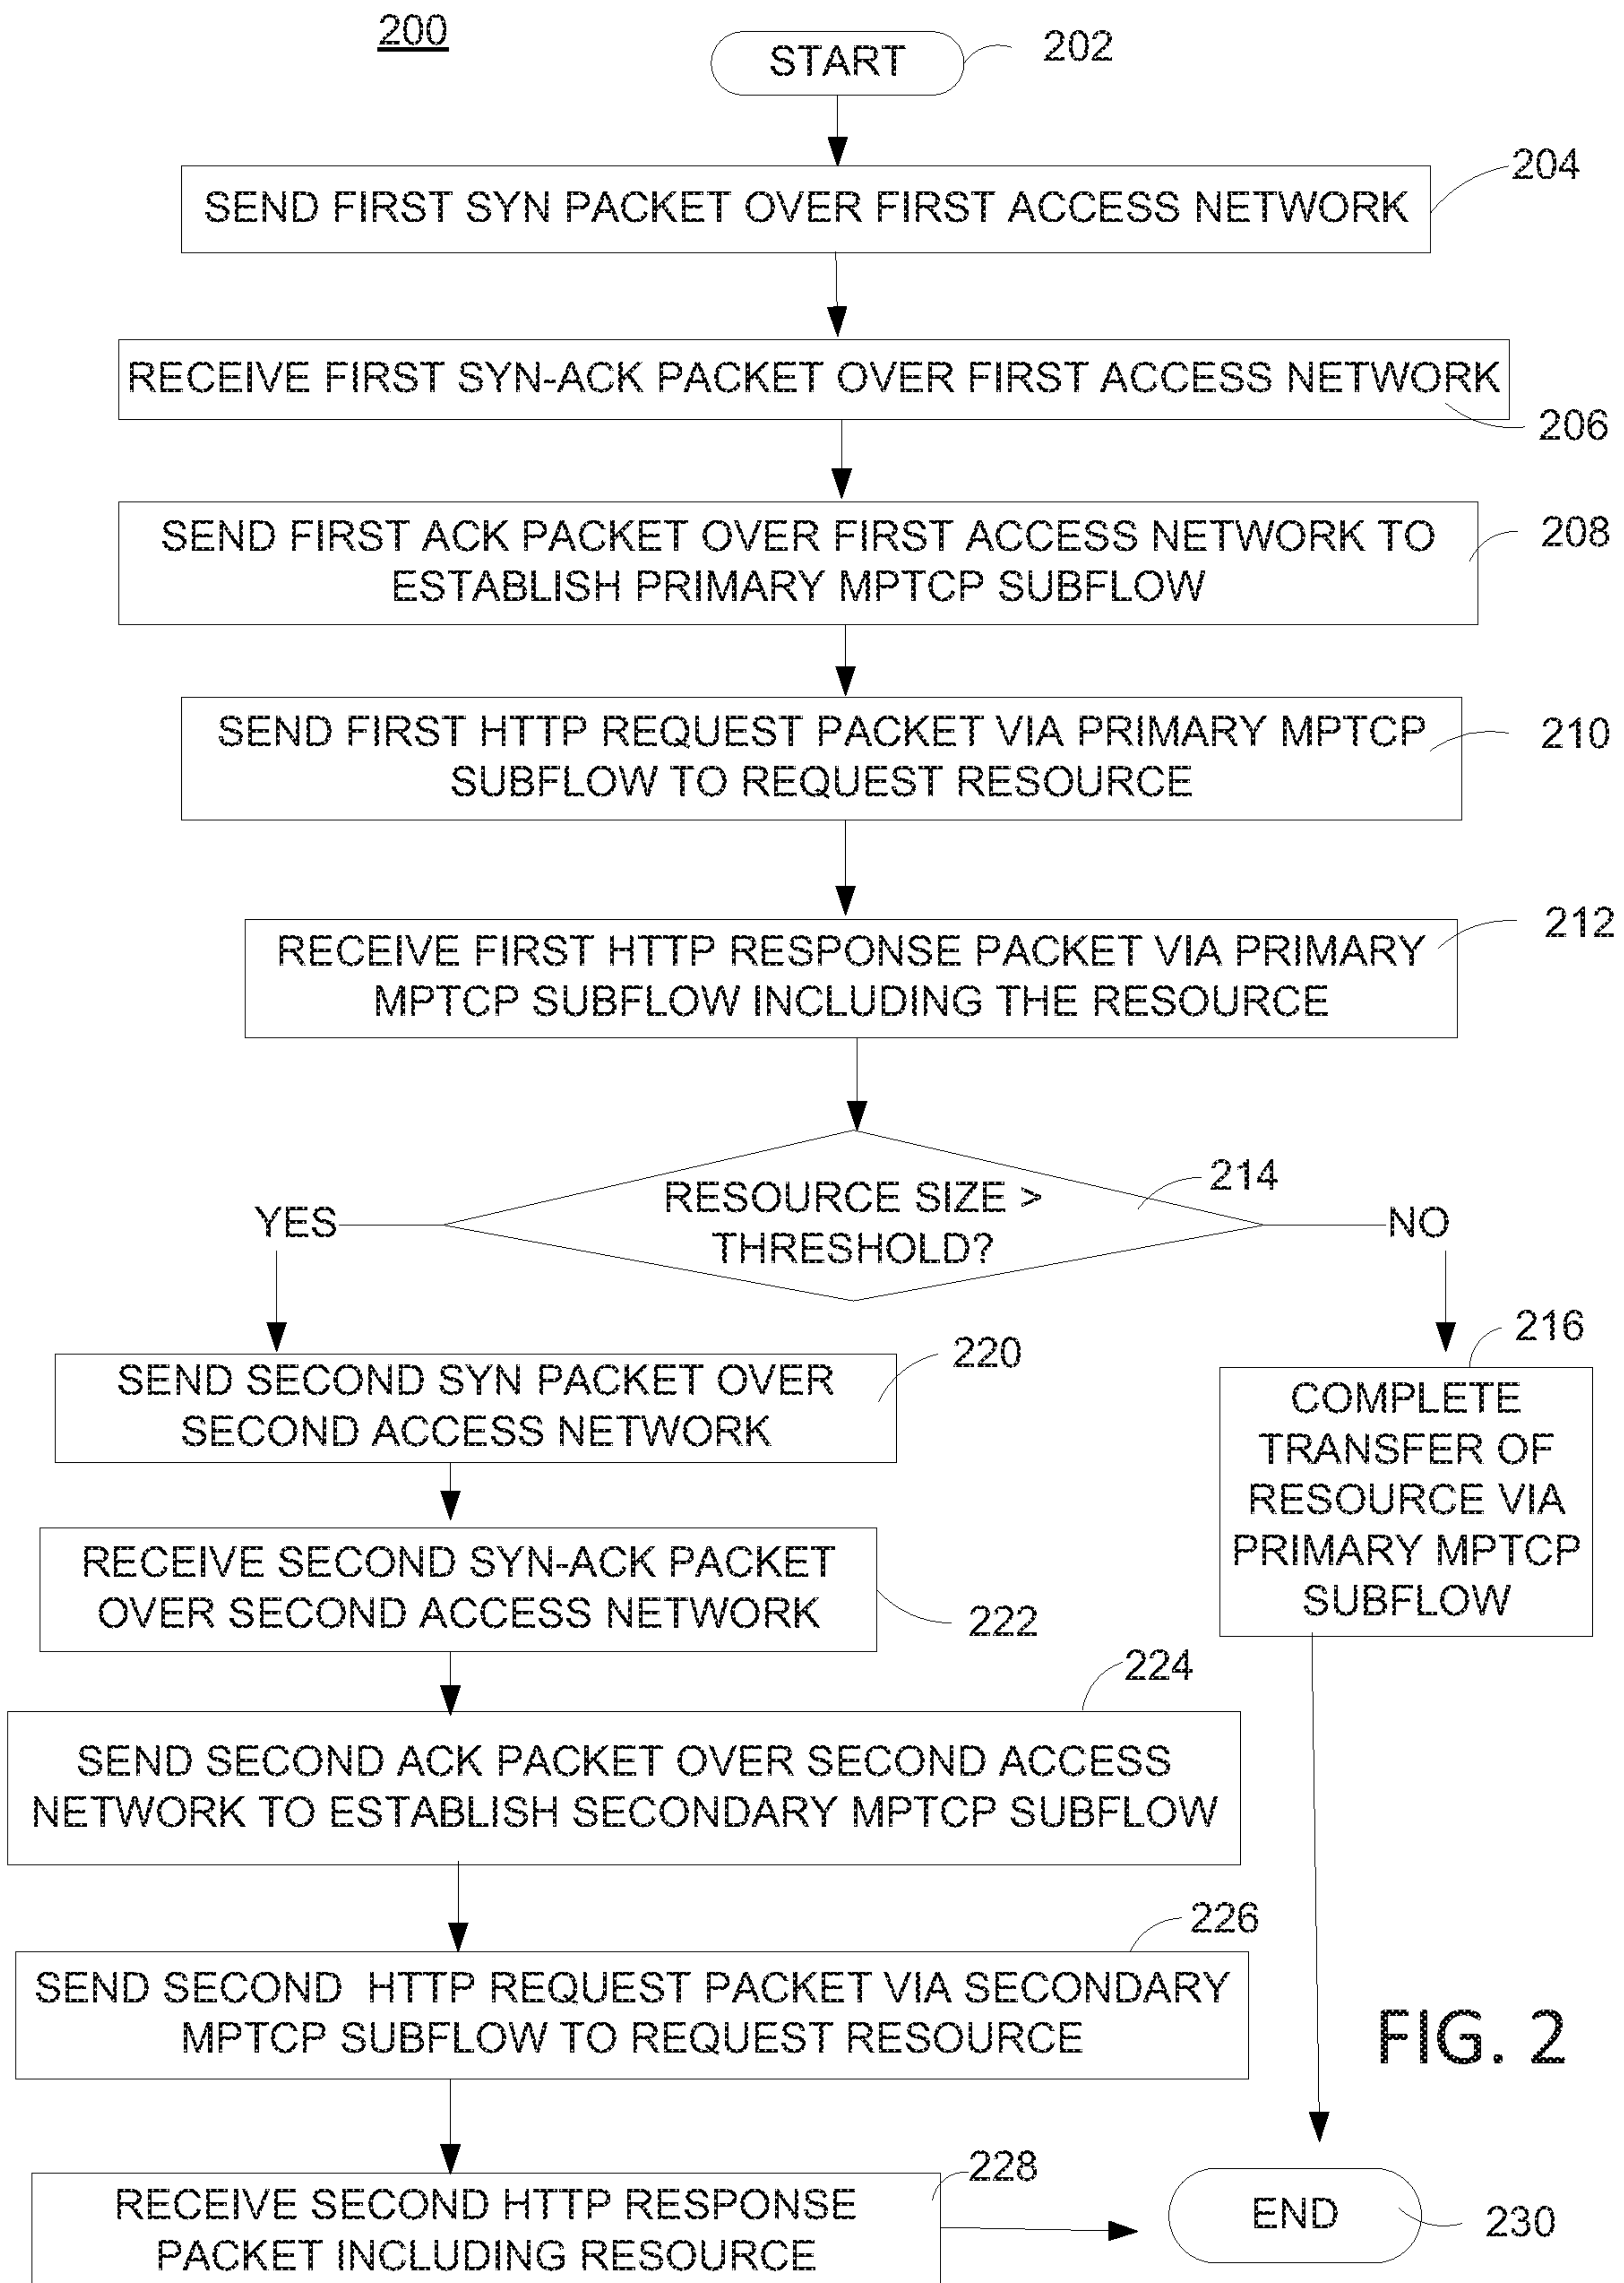 200
START
202
SEND FIRST SYN PACKET OVER FIRST ACCESS NETWORK
204
RECEIVE FIRST SYN-ACK PACKET OVER FIRST ACCESS NETWORK
206
SEND FIRST ACK PACKET OVER FIRST ACCESS NETWORK TO
ESTABLISH PRIMARY MPTCP SUBFLOW
208
SEND FIRST HTTP REQUEST PACKET VIA PRIMARY MPTCP
SUBFLOW TO REQUEST RESOURCE
210
RECEIVE FIRST HTTP RESPONSE PACKET VIA PRIMARY
MPTCP SUBFLOW INCLUDING THE RESOURCE
212
RESOURCE SIZE >
THRESHOLD?
214
YES
NO
SEND SECOND SYN PACKET OVER
SECOND ACCESS NETWORK
220
216
COMPLETE
TRANSFER OF
RESOURCE VIA
PRIMARY MPTCP
SUBFLOW
RECEIVE SECOND SYN-ACK PACKET
OVER SECOND ACCESS NETWORK
222
224
SEND SECOND ACK PACKET OVER SECOND ACCESS
NETWORK TO ESTABLISH SECONDARY MPTCP SUBFLOW
226
SEND SECOND HTTP REQUEST PACKET VIA SECONDARY
MPTCP SUBFLOW TO REQUEST RESOURCE
FIG. 2
228
RECEIVE SECOND HTTP RESPONSE
PACKET INCLUDING RESOURCE
END
230